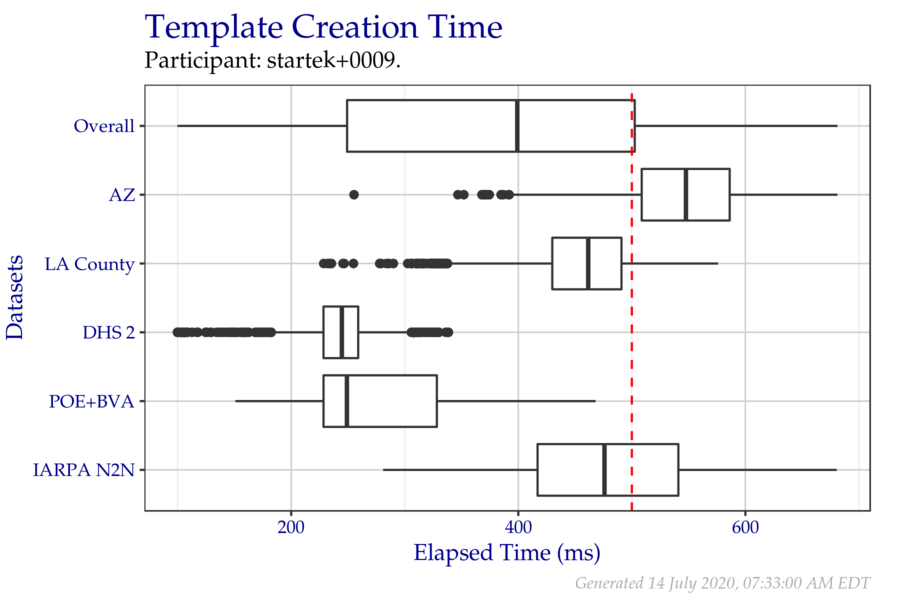 Template Creation Time
Participant: startek+0009.
Datasets
Overall
AZ
LA County
DHS 2
POE+BVA
IARPA N2N
200 400 600
Elapsed Time (ms)
Generated 14 July 2020, 07:33:00 AM EDT